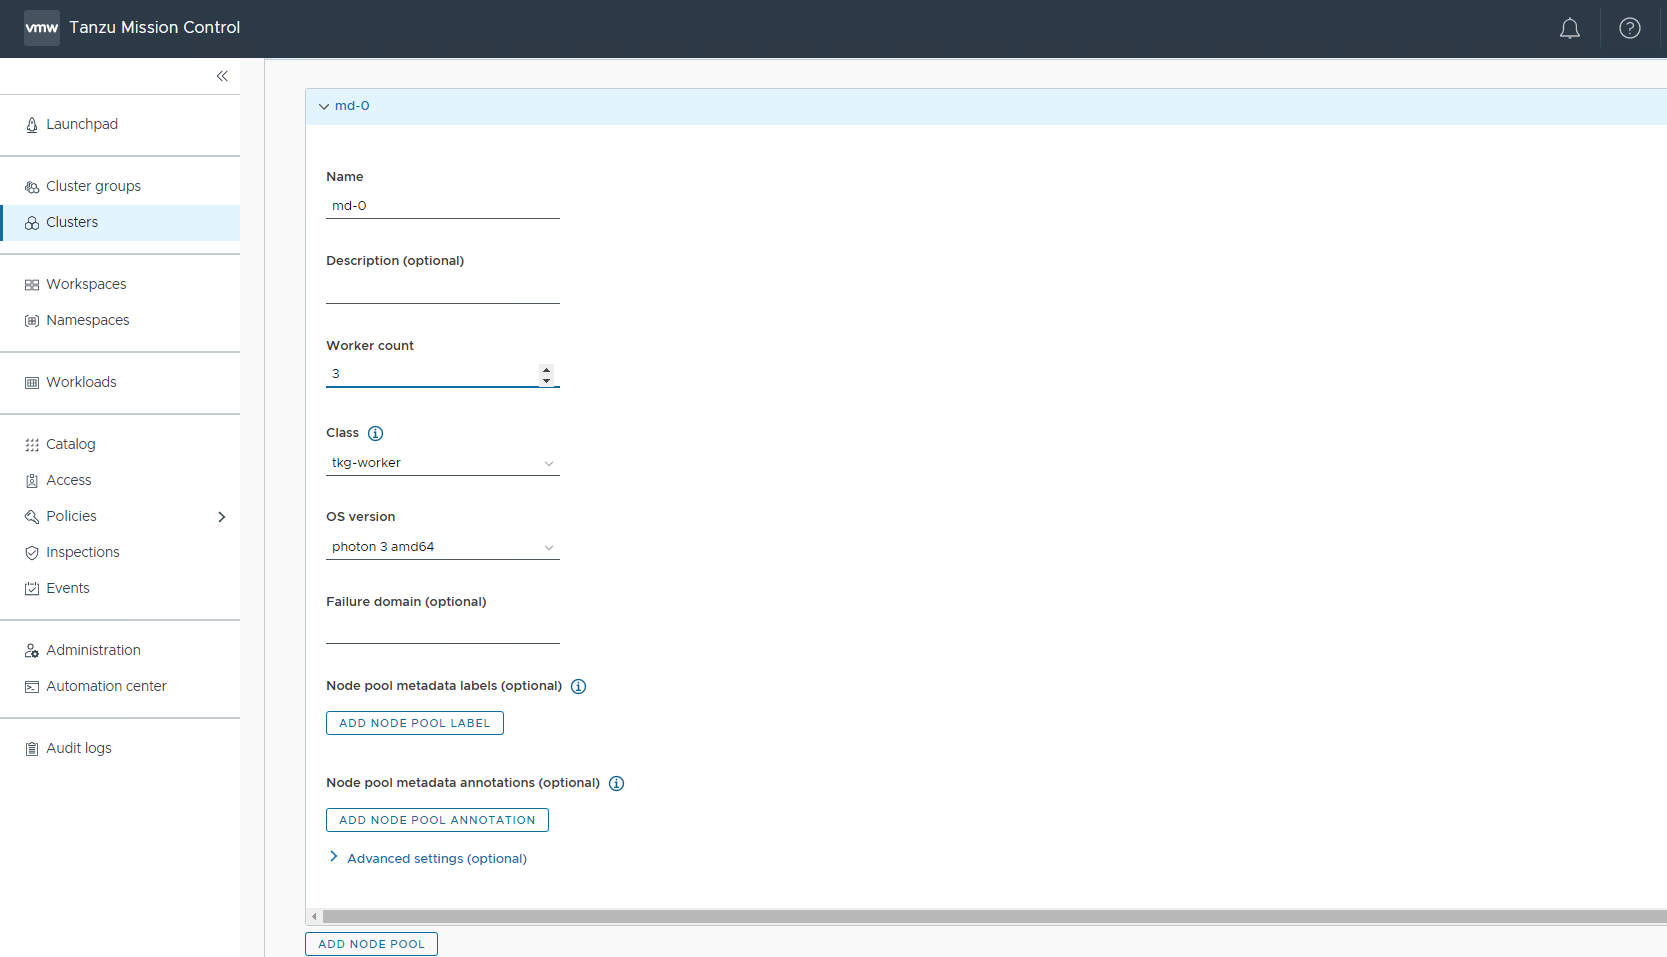 vmw Tanzu Mission Control
Launchpad
Cluster groups
Clusters
Workspaces
Namespaces
Workloads
Catalog
Access
Policies
Inspections
Events
Administration
Automation center
Audit logs
md-0
Name
md-0
Description (optional)
Worker count
3
Class
tkg-worker
OS version
photon 3 amd64
Failure domain (optional)
Node pool metadata labels (optional)
ADD NODE POOL LABEL
Node pool metadata annotations (optional)
ADD NODE POOL ANNOTATION
Advanced settings (optional)
ADD NODE POOL